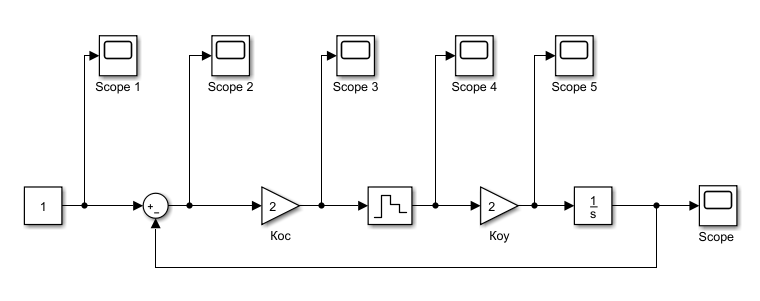 Scope 1
Scope 2
Scope 3
Scope 4
Scope 5
1
+
−
2
2
1
s
Кос
Коу
Scope